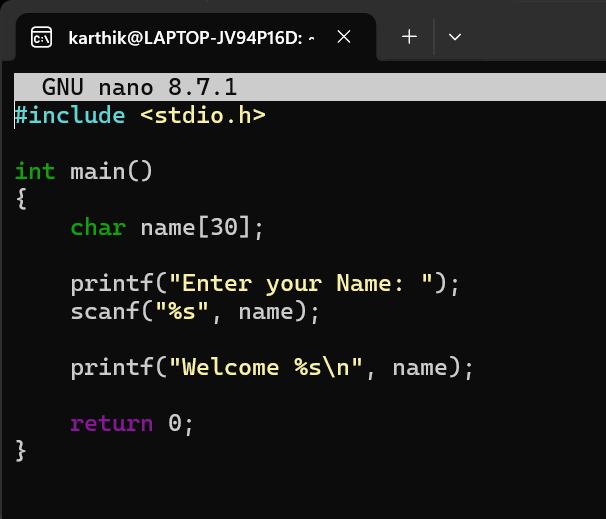 karthik@LAPTOP-JV94P16D: ~
GNU nano 8.7.1
#include <stdio.h>

int main()
{
    char name[30];

    printf("Enter your Name: ");
    scanf("%s", name);

    printf("Welcome %s\n", name);

    return 0;
}